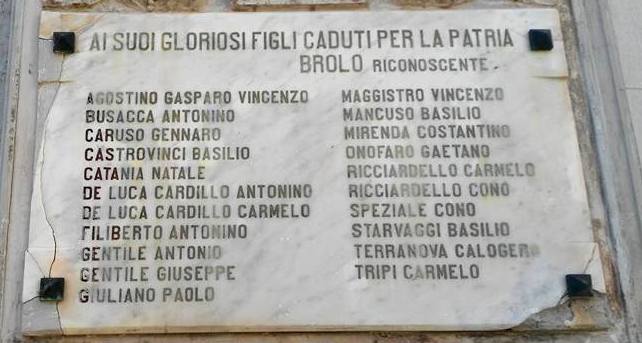 AI SUOI GLORIOSI FIGLI CADUTI PER LA PATRIA
BROLO RICONOSCENTE.
AGOSTINO GASPARO VINCENZO
BUSACCA ANTONINO
CARUSO GENNARO
CASTROVINCI BASILIO
CATANIA NATALE
DE LUCA CARDILLO ANTONINO
DE LUCA CARDILLO CARMELO
FILIBERTO ANTONINO
GENTILE ANTONIO
GENTILE GIUSEPPE
GIULIANO PAOLO
MAGGISTRO VINCENZO
MANCUSO BASILIO
MIRENDA COSTANTINO
ONOFARO GAETANO
RICCIARDELLO CARMELO
RICCIARDELLO CONO
SPEZIALE CONO
STARVAGGI BASILIO
TERRANOVA CALOGERO
TRIPI CARMELO